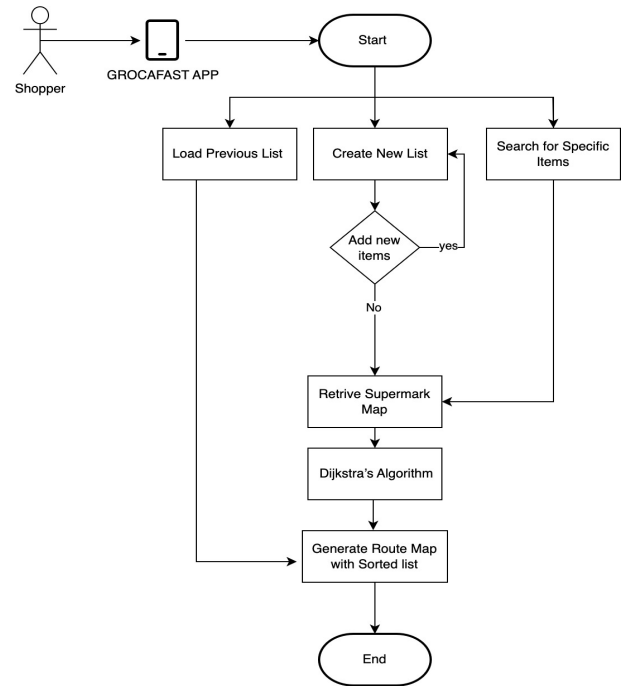 Shopper
GROCAFAST APP
Start
Load Previous List
Create New List
Search for Specific
Items
Add new
items
yes
No
Retrive Supermark
Map
Dijkstra's Algorithm
Generate Route Map
with Sorted list
End